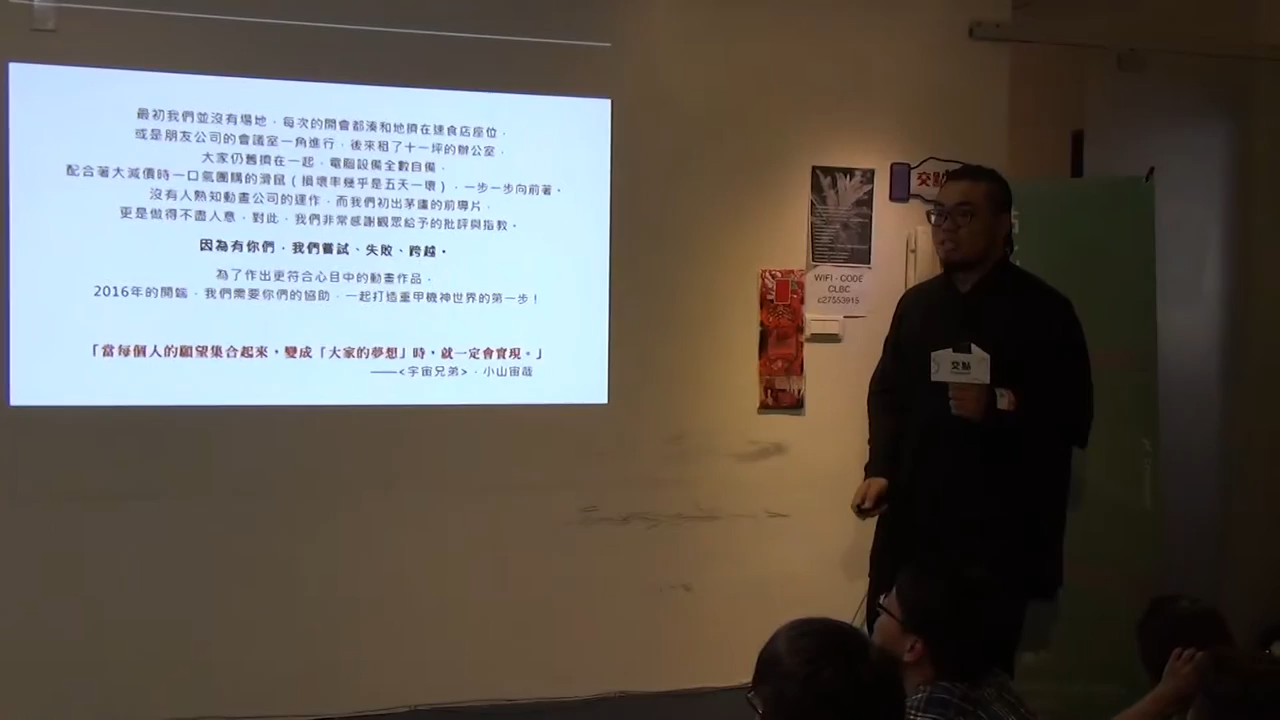 最初我們並沒有場地，每次的開會都湊和地擠在速食店座位，
或是朋友公司的會議室一角進行，後來租了十一坪的辦公室，
大家仍舊擠在一起，電腦設備全數自備，
配合著大減價時一口氣團購的滑鼠（損壞率幾乎是五天一壞），一步一步向前著。
沒有人熟知動畫公司的運作，而我們初出茅廬的前導片，
更是做得不盡人意，對此，我們非常感謝觀眾給予的批評與指教。
因為有你們，我們嘗試、失敗、跨越。
為了作出更符合心目中的動畫作品，
2016年的開端，我們需要你們的協助，一起打造重甲機神世界的第一步！
「當每個人的願望集合起來，變成「大家的夢想」時，就一定會實現。」
——<宇宙兄弟>，小山宙哉
交點
WIFI - CODE
CLBC
c27553915
交點